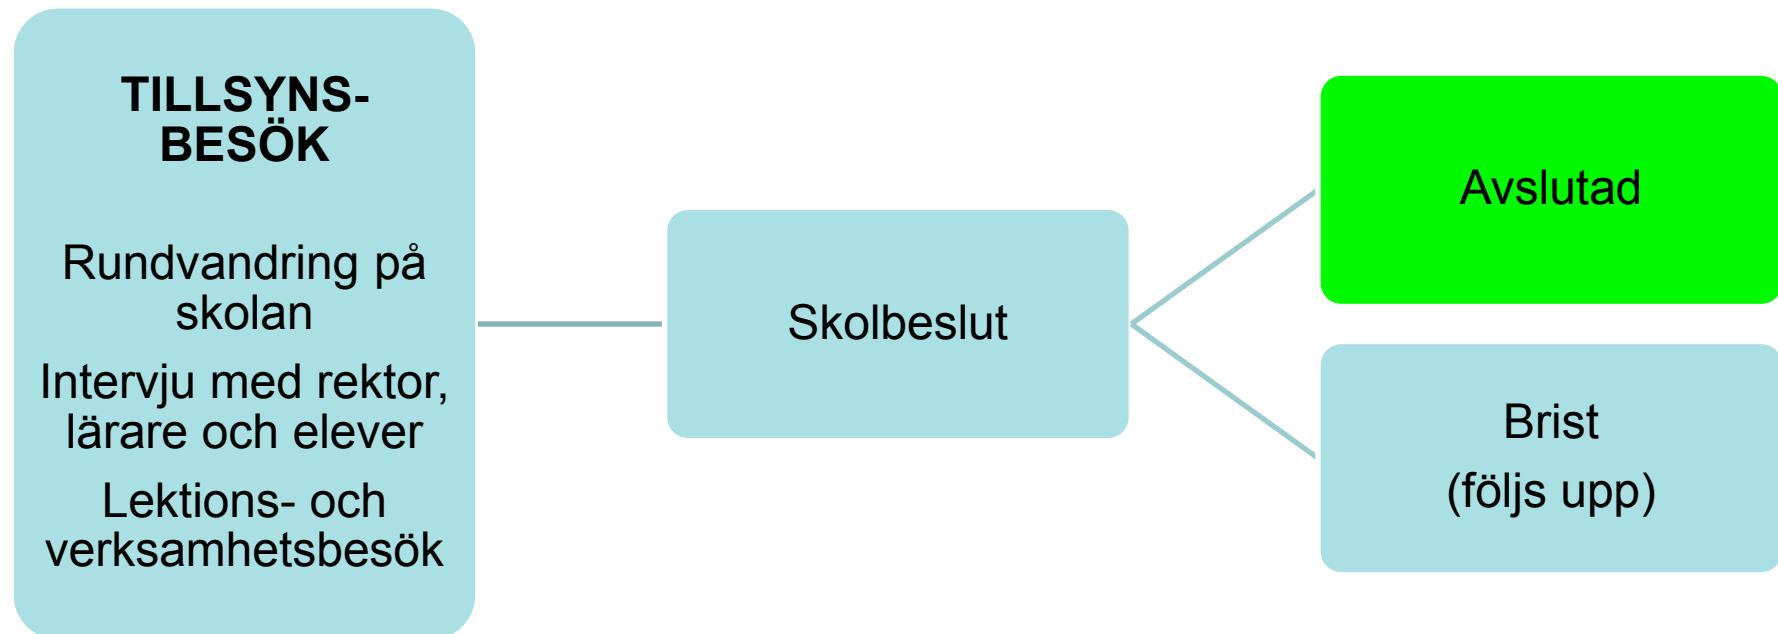 TILLSYNS-
BESÖK
Rundvandring på
skolan
Intervju med rektor,
lärare och elever
Lektions- och
verksamhetsbesök
Skolbeslut
Avslutad
Brist
(följs upp)